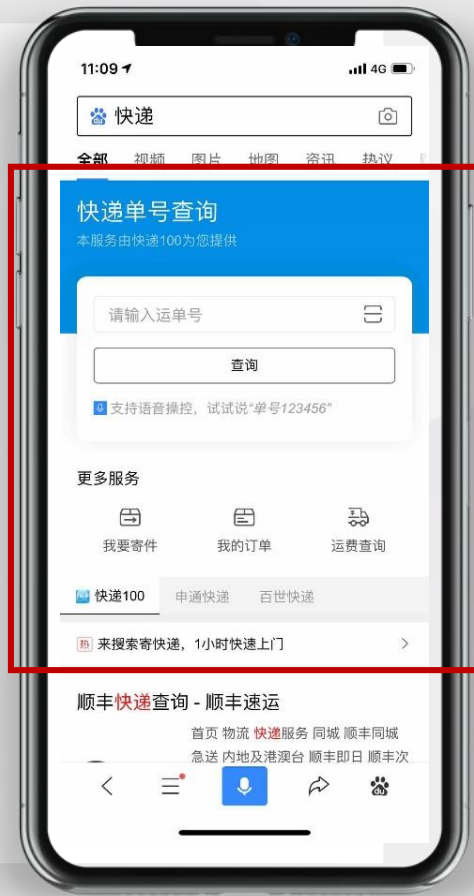 11:09
4G
du 快递
全部 视频 图片 地图 资讯 热议
快递单号查询
本服务由快递100为您提供
请输入运单号
查询
支持语音操控，试试说“单号123456”
更多服务
我要寄件 我的订单 运费查询
快递100 申通快递 百世快递
热 来搜索寄快递，1小时快速上门
顺丰快递查询 - 顺丰速运
首页 物流 快递服务 同城 顺丰同城
急送 内地及港澳台 顺丰即日 顺丰次
du